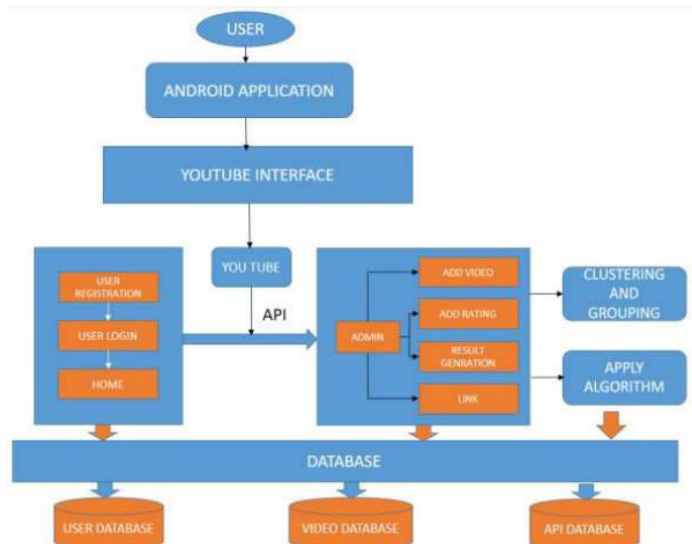 USER
ANDROID APPLICATION
YOUTUBE INTERFACE
YOU TUBE
API
USER
REGISTRATION
USER LOGIN
HOME
ADMIN
ADD VIDEO
ADD RATING
RESULT
GENRATION
LINK
CLUSTERING
AND
GROUPING
APPLY
ALGORITHM
DATABASE
USER DATABASE
VIDEO DATABASE
API DATABASE